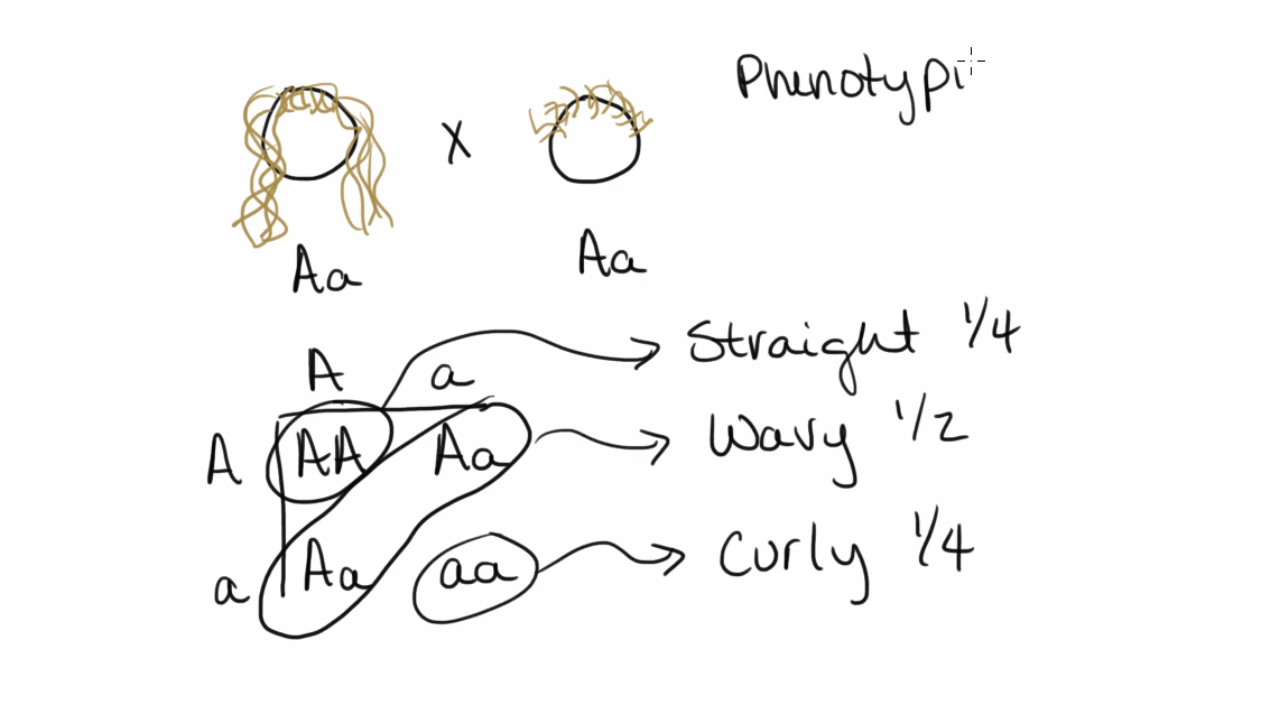 Phenotypi
X
Aa Aa
Straight 1/4
A a
Wavy 1/2
A AA Aa
Curly 1/4
a Aa aa